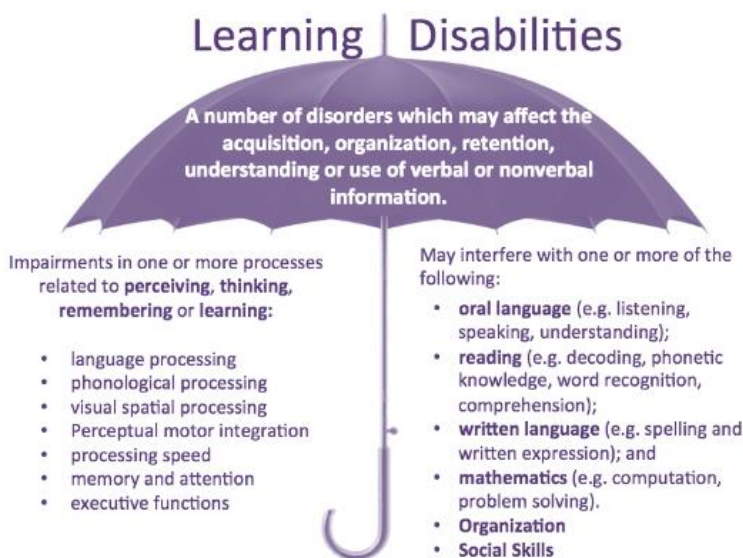 Learning Disabilities
A number of disorders which may affect the
acquisition, organization, retention,
understanding or use of verbal or nonverbal
information.
Impairments in one or more processes
related to perceiving, thinking,
remembering or learning:
• language processing
• phonological processing
• visual spatial processing
• Perceptual motor integration
• processing speed
• memory and attention
• executive functions
May interfere with one or more of the
following:
• oral language (e.g. listening,
speaking, understanding);
• reading (e.g. decoding, phonetic
knowledge, word recognition,
comprehension);
• written language (e.g. spelling and
written expression); and
• mathematics (e.g. computation,
problem solving).
• Organization
• Social Skills